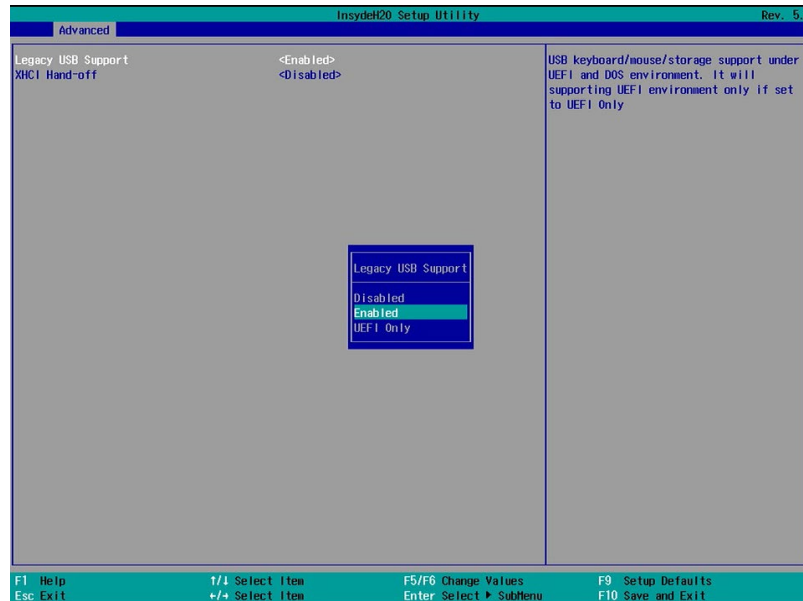 InsydeH20 Setup Utility
Rev. 5.
Advanced
Legacy USB Support <Enabled>
XHCI Hand-off <Disabled>
USB keyboard/mouse/storage support under
UEFI and DOS environment. It will
supporting UEFI environment only if set
to UEFI Only
Legacy USB Support
Disabled
Enabled
UEFI Only
F1 Help ↑/↓ Select Item F5/F6 Change Values F9 Setup Defaults
Esc Exit ←/→ Select Item Enter Select ▶ SubMenu F10 Save and Exit